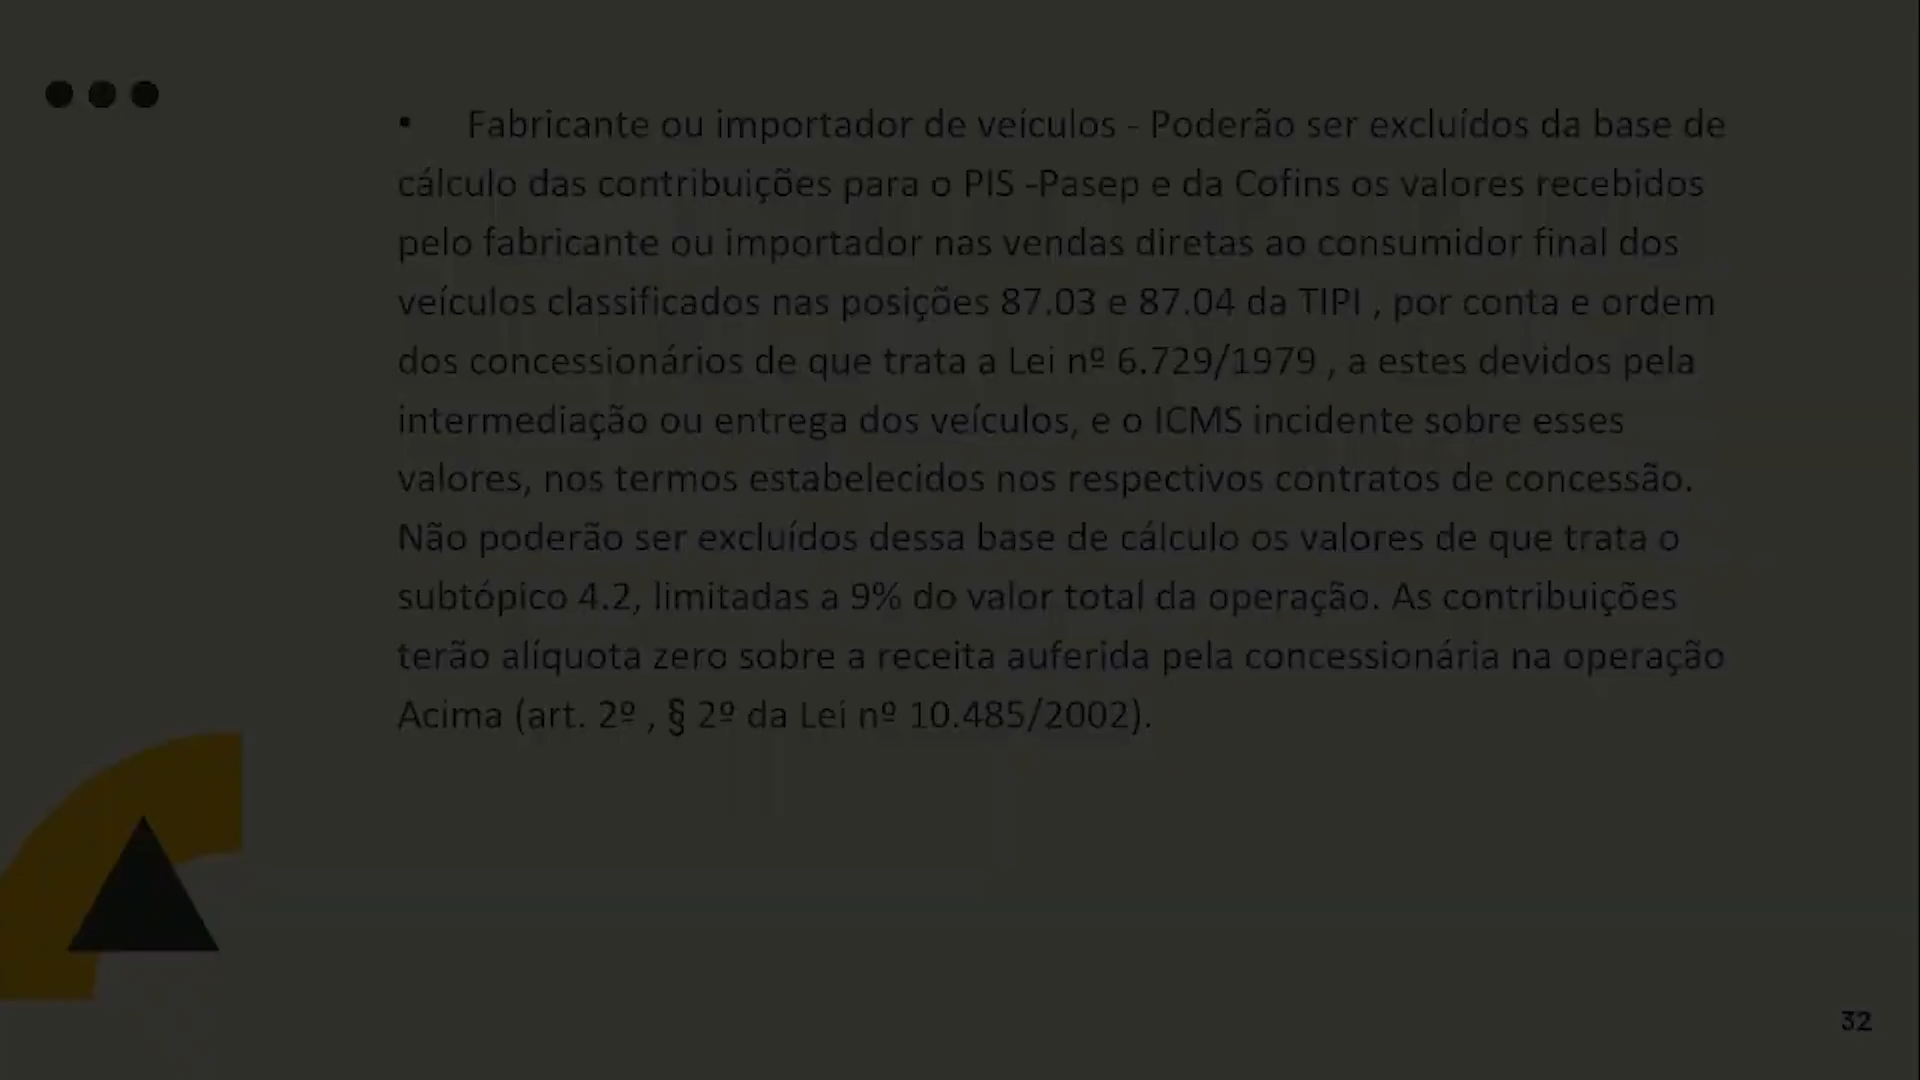 • Fabricante ou importador de veículos - Poderão ser excluídos da base de
cálculo das contribuições para o PIS -Pasep e da Cofins os valores recebidos
pelo fabricante ou importador nas vendas diretas ao consumidor final dos
veículos classificados nas posições 87.03 e 87.04 da TIPI , por conta e ordem
dos concessionários de que trata a Lei nº 6.729/1979 , a estes devidos pela
intermediação ou entrega dos veículos, e o ICMS incidente sobre esses
valores, nos termos estabelecidos nos respectivos contratos de concessão.
Não poderão ser excluídos dessa base de cálculo os valores de que trata o
subtópico 4.2, limitadas a 9% do valor total da operação. As contribuições
terão alíquota zero sobre a receita auferida pela concessionária na operação
Acima (art. 2º , § 2º da Lei nº 10.485/2002).
32